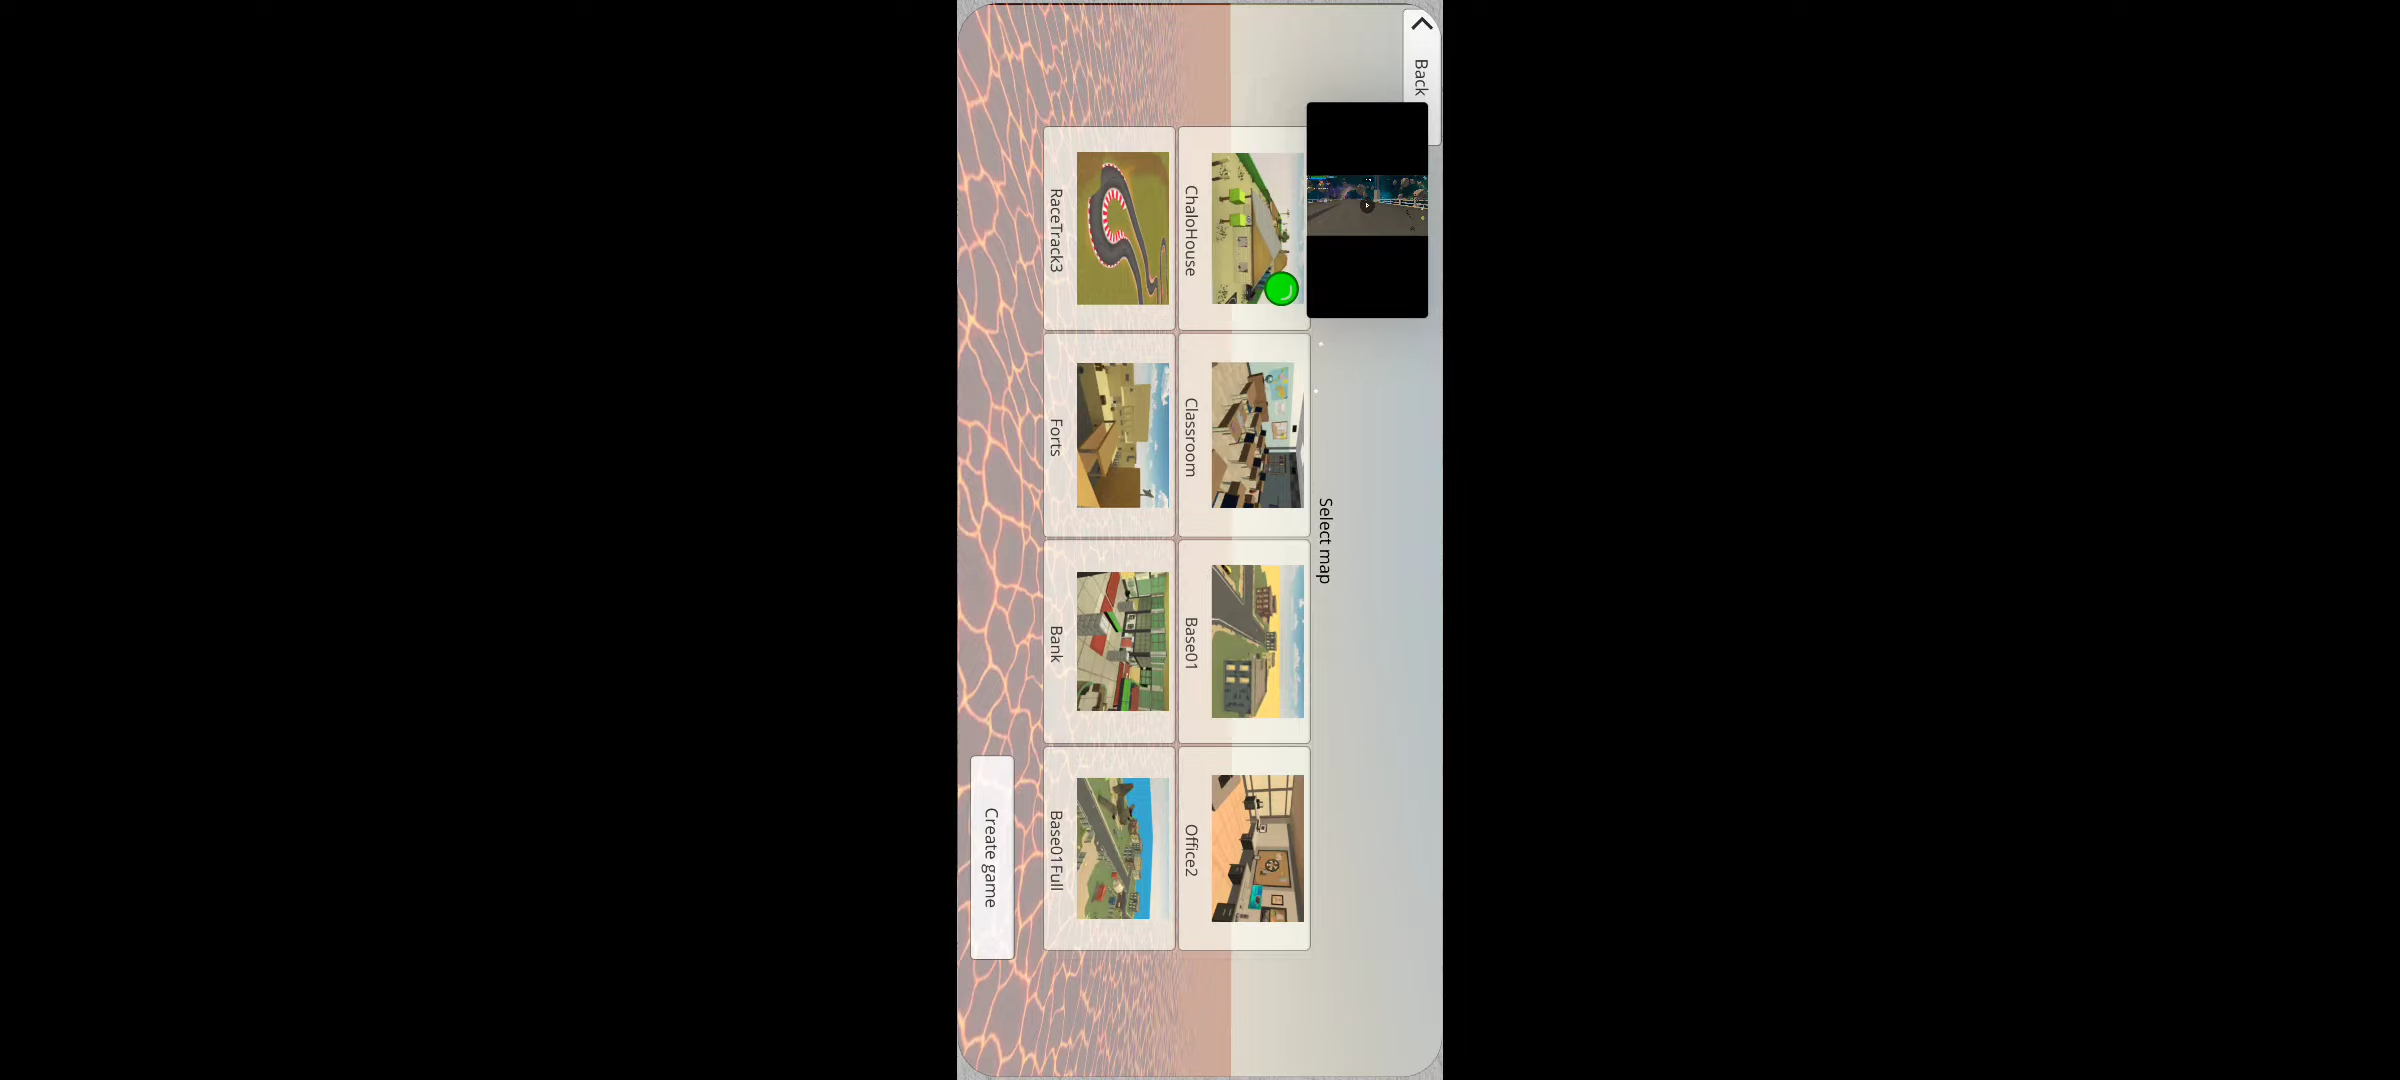 Back
Select map
ChaloHouse
Classroom
Base01
Office2
RaceTrack3
Forts
Bank
Base01Full
Create game